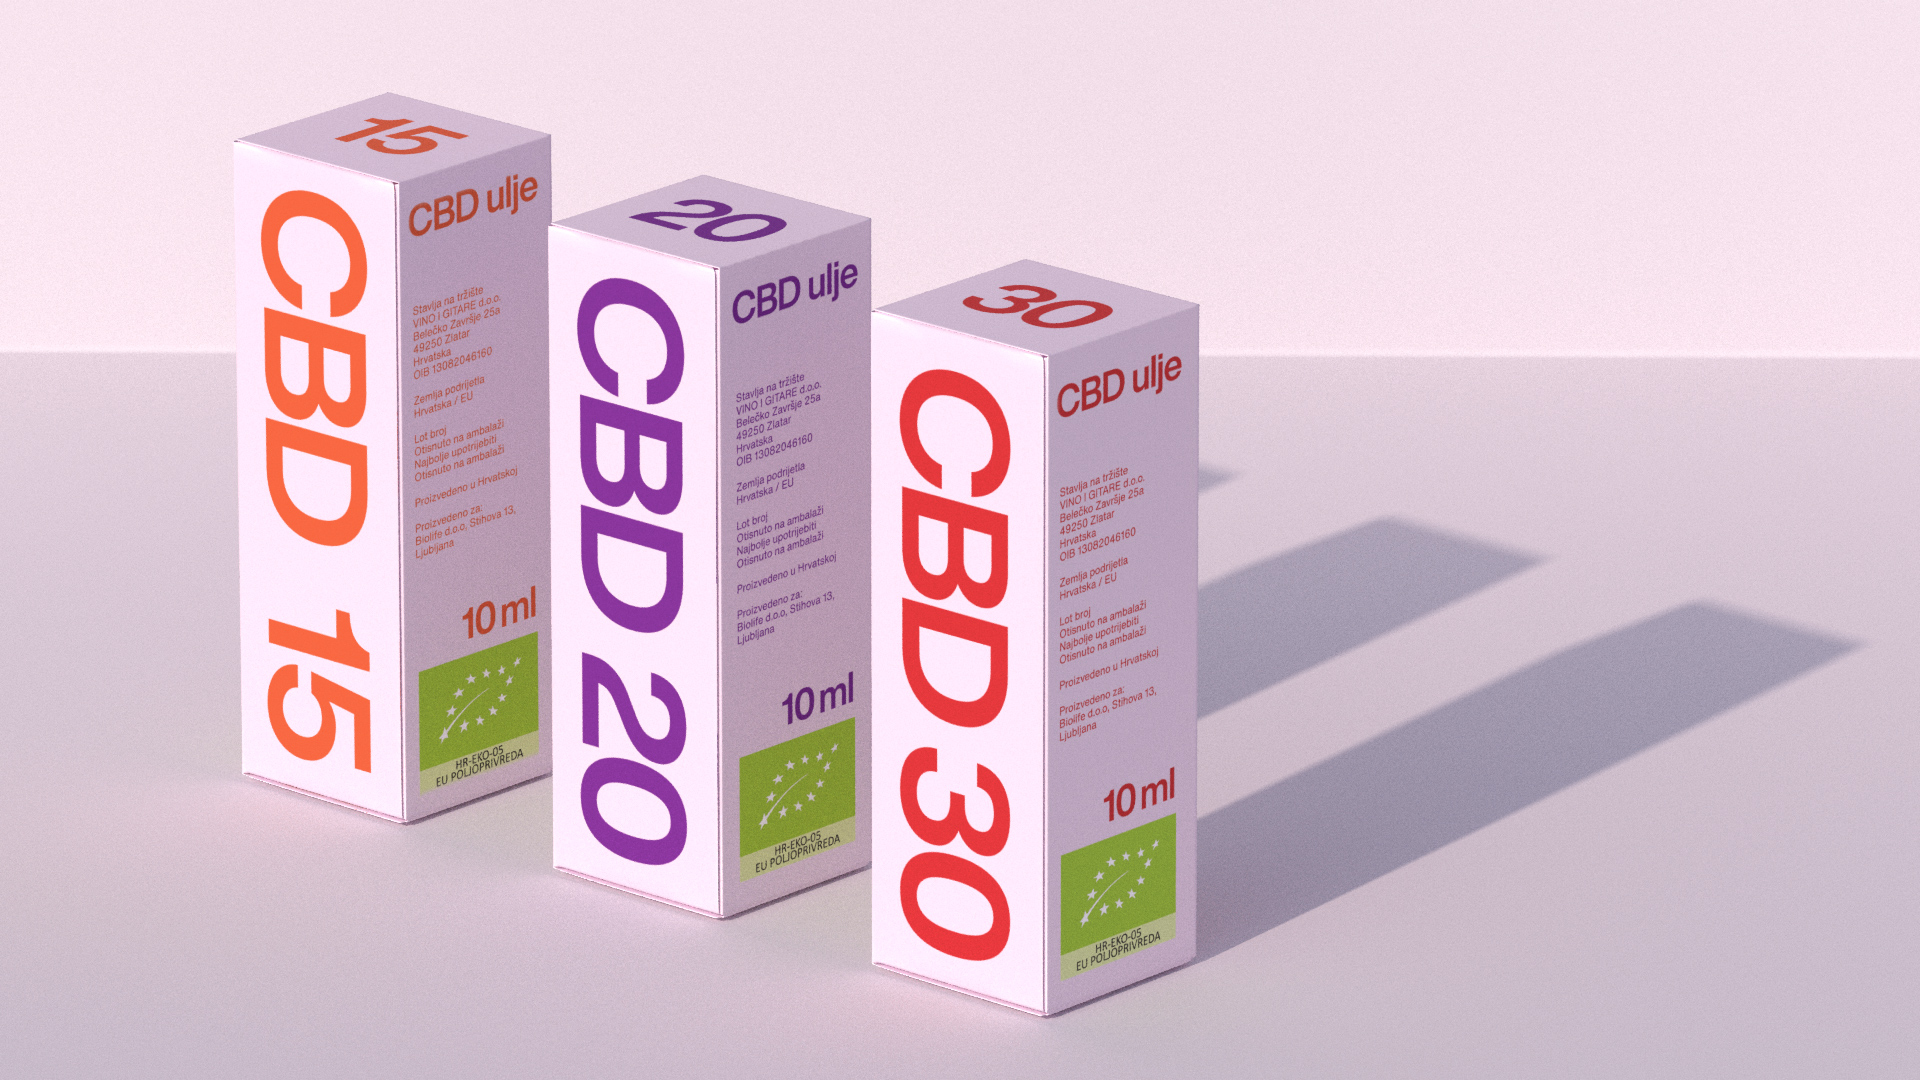 15
CBD 15
CBD ulje
Stavlja na tržište
VINO I GITARE d.o.o.
Belečko Završje 25a
49250 Zlatar
Hrvatska
OIB 13082046160
Zemlja podrijetla
Hrvatska / EU
Lot broj
Otisnuto na ambalaži
Najbolje upotrijebiti
Otisnuto na ambalaži
Proizvedeno u Hrvatskoj
Proizvedeno za:
Biolife d.o.o, Stihova 13,
Ljubljana
10 ml
HR-EKO-05
EU POLJOPRIVREDA
20
CBD 20
CBD ulje
Stavlja na tržište
VINO I GITARE d.o.o.
Belečko Završje 25a
49250 Zlatar
Hrvatska
OIB 13082046160
Zemlja podrijetla
Hrvatska / EU
Lot broj
Otisnuto na ambalaži
Najbolje upotrijebiti
Otisnuto na ambalaži
Proizvedeno u Hrvatskoj
Proizvedeno za:
Biolife d.o.o, Stihova 13,
Ljubljana
10 ml
HR-EKO-05
EU POLJOPRIVREDA
30
CBD 30
CBD ulje
Stavlja na tržište
VINO I GITARE d.o.o.
Belečko Završje 25a
49250 Zlatar
Hrvatska
OIB 13082046160
Zemlja podrijetla
Hrvatska / EU
Lot broj
Otisnuto na ambalaži
Najbolje upotrijebiti
Otisnuto na ambalaži
Proizvedeno u Hrvatskoj
Proizvedeno za:
Biolife d.o.o, Stihova 13,
Ljubljana
10 ml
HR-EKO-05
EU POLJOPRIVREDA